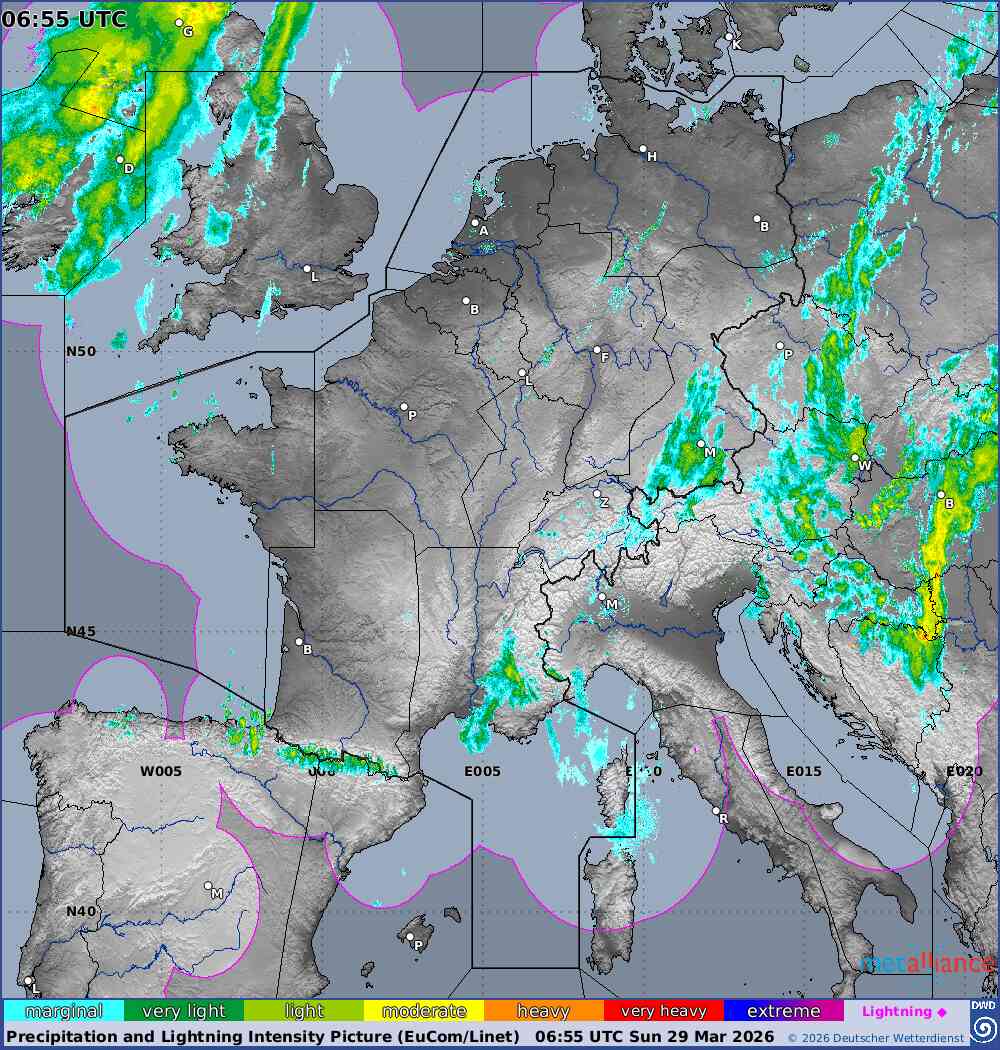 06:55 UTC
G
K
D
H
A
B
L
B
N50
P
F
L
P
M
W
Z
B
M
N45
B
W005
000
E005
E010
E015
E020
R
M
N40
P
L
metalliance
marginal very light light moderate heavy very heavy extreme Lightning ◆
DWD
Precipitation and Lightning Intensity Picture (EuCom/Linet) 06:55 UTC Sun 29 Mar 2026 © 2026 Deutscher Wetterdienst